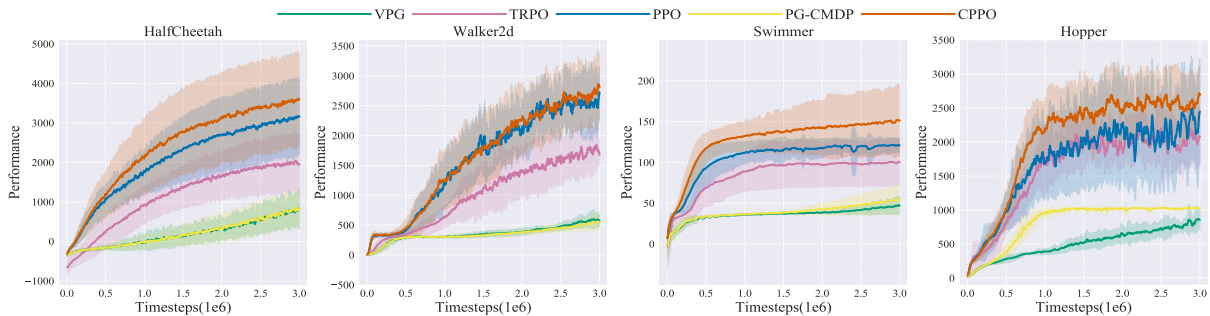 VPG TRPO PPO PG-CMDP CPPO
HalfCheetah
Performance
5000
4000
3000
2000
1000
0
−1000
0.0 0.5 1.0 1.5 2.0 2.5 3.0
Timesteps(1e6)
Walker2d
Performance
3500
3000
2500
2000
1500
1000
500
0
−500
0.0 0.5 1.0 1.5 2.0 2.5 3.0
Timesteps(1e6)
Swimmer
Performance
200
150
100
50
0
0.0 0.5 1.0 1.5 2.0 2.5 3.0
Timesteps(1e6)
Hopper
Performance
3500
3000
2500
2000
1500
1000
500
0
0.0 0.5 1.0 1.5 2.0 2.5 3.0
Timesteps(1e6)